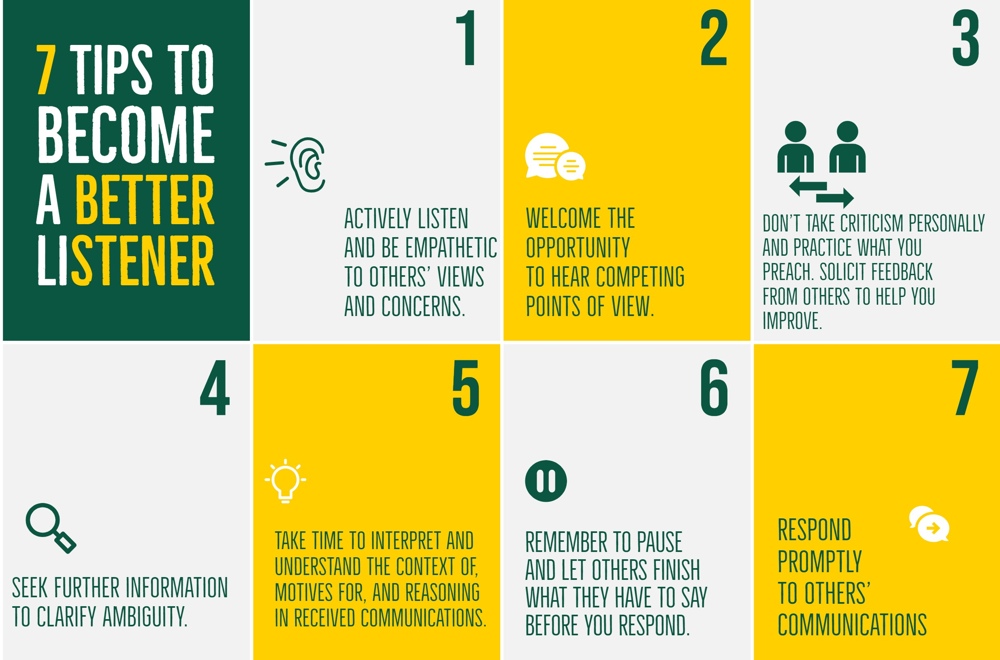 7 TIPS TO
BECOME
A BETTER
LISTENER
1
ACTIVELY LISTEN
AND BE EMPATHETIC
TO OTHERS’ VIEWS
AND CONCERNS.
2
WELCOME THE
OPPORTUNITY
TO HEAR COMPETING
POINTS OF VIEW.
3
DON’T TAKE CRITICISM PERSONALLY
AND PRACTICE WHAT YOU
PREACH. SOLICIT FEEDBACK
FROM OTHERS TO HELP YOU
IMPROVE.
4
SEEK FURTHER INFORMATION
TO CLARIFY AMBIGUITY.
5
TAKE TIME TO INTERPRET AND
UNDERSTAND THE CONTEXT OF,
MOTIVES FOR, AND REASONING
IN RECEIVED COMMUNICATIONS.
6
REMEMBER TO PAUSE
AND LET OTHERS FINISH
WHAT THEY HAVE TO SAY
BEFORE YOU RESPOND.
7
RESPOND
PROMPTLY
TO OTHERS’
COMMUNICATIONS